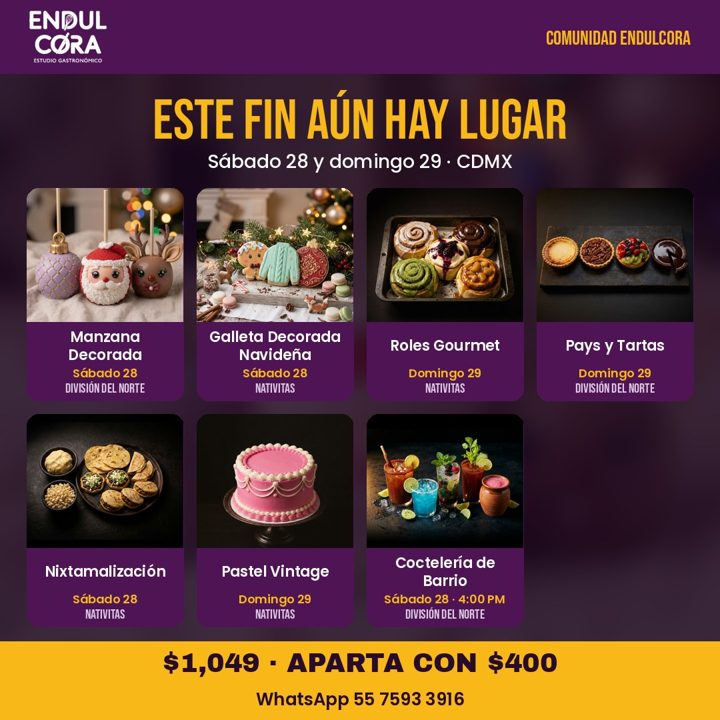 ENDUL
CØRA
ESTUDIO GASTRONÓMICO
COMUNIDAD ENDULCORA
ESTE FIN AÚN HAY LUGAR
Sábado 28 y domingo 29 · CDMX
Manzana
Decorada
Sábado 28
DIVISIÓN DEL NORTE
Galleta Decorada
Navideña
Sábado 28
NATIVITAS
Roles Gourmet
Domingo 29
NATIVITAS
Pays y Tartas
Domingo 29
DIVISIÓN DEL NORTE
Nixtamalización
Sábado 28
NATIVITAS
Pastel Vintage
Domingo 29
NATIVITAS
Coctelería de
Barrio
Sábado 28 · 4:00 PM
DIVISIÓN DEL NORTE
$1,049 · APARTA CON $400
WhatsApp 55 7593 3916